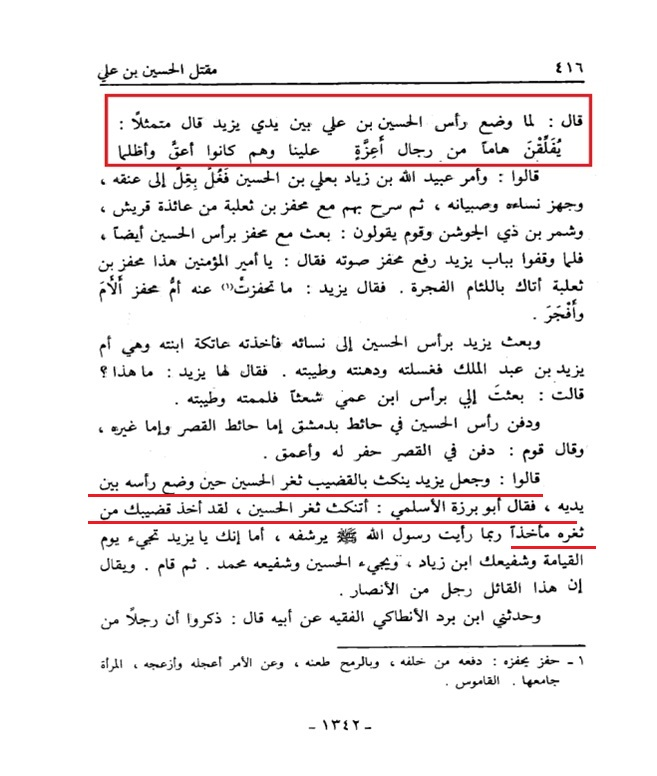 ٤١٦ مقتل الحسين بن علي
قال : لما وضع رأس الحسين بن علي بين يدي يزيد قال متمثلاً :
يُفَلِّقْنَ هاماً من رجال أَعِزَّةٍ علينا وهم كانوا أعقَّ وأظلما
قالوا : وأمر عبيد الله بن زياد بعلي بن الحسين فَغُلَّ بِغِلٍّ إلى عنقه ،
وجهز نساءه وصبيانه ، ثم سرح بهم مع محفز بن ثعلبة من عائذة قريش ،
وشمر بن ذي الجوشن وقوم يقولون : بعث مع محفز برأس الحسين أيضاً ،
فلما وقفوا بباب يزيد رفع محفز صوته فقال : يا أمير المؤمنين هذا محفز بن
ثعلبة أتاك باللئام الفجرة . فقال يزيد : ما تحفزتْ(١) عنه أمُّ محفز أَلْأَمَ
وأَفْجَرَ .
وبعث يزيد برأس الحسين إلى نسائه فأخذته عاتكة ابنته وهي أم
يزيد بن عبد الملك فغسلته ودهنته وطيبته . فقال لها يزيد : ما هذا ؟
قالت : بعثتَ إلي برأس ابن عمي شعثاً فلممته وطيبته .
ودفن رأس الحسين في حائط بدمشق إما حائط القصر وإما غيره ،
وقال قوم : دفن في القصر حفر له وأعمق .
قالوا : وجعل يزيد ينكث بالقضيب ثغر الحسين حين وضع رأسه بين
يديه ، فقال أبو برزة الأسلمي : أتنكث ثغر الحسين ، لقد أخذ قضيبك من
ثغره مأخذاً ربما رأيت رسول الله ﷺ يرشفه ، أما إنك يا يزيد تجيء يوم
القيامة وشفيعك ابن زياد ، ويجيء الحسين وشفيعه محمد . ثم قام . ويقال
إن هذا القائل رجل من الأنصار .
وحدثني ابن برد الأنطاكي الفقيه عن أبيه قال : ذكروا أن رجلاً من
١ - حفز يحفزه : دفعه من خلفه ، وبالرمح طعنه ، وعن الأمر أعجله وأزعجه ، المرأة
جامعها . القاموس .
- ١٣٤٢ -